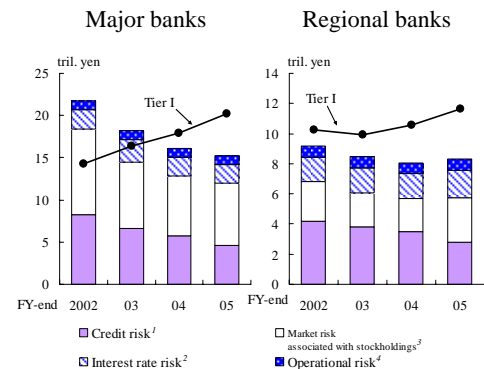 Major banks
Regional banks
tril. yen
tril. yen
25
20
15
10
5
0
14
12
10
8
6
4
2
0
Tier I
Tier I
FY-end 2002 03 04 05
FY-end 2002 03 04 05
Credit risk1
Market risk
associated with stockholdings3
Interest rate risk2
Operational risk4